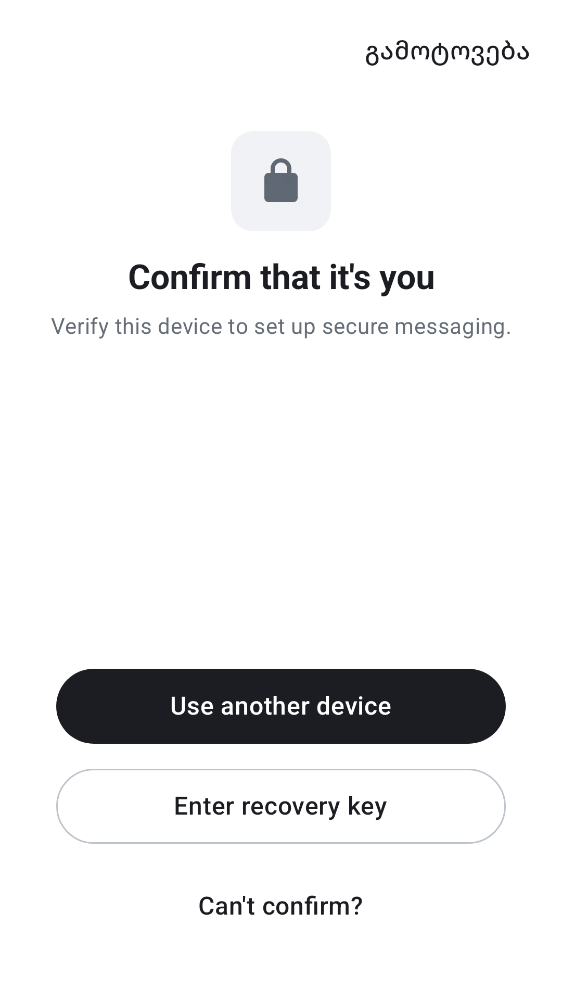 გამოტოვება
Confirm that it's you
Verify this device to set up secure messaging.
Use another device
Enter recovery key
Can't confirm?